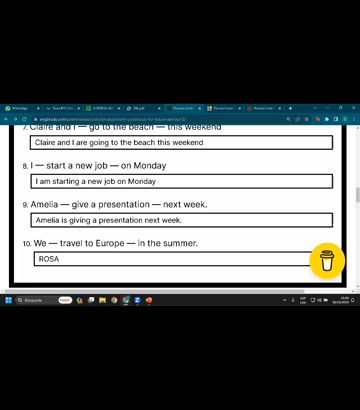 7. Claire and I — go to the beach — this weekend
Claire and I are going to the beach this weekend
8. I — start a new job — on Monday
I am starting a new job on Monday
9. Amelia — give a presentation — next week.
Amelia is giving a presentation next week.
10. We — travel to Europe — in the summer.
ROSA
Búsqueda